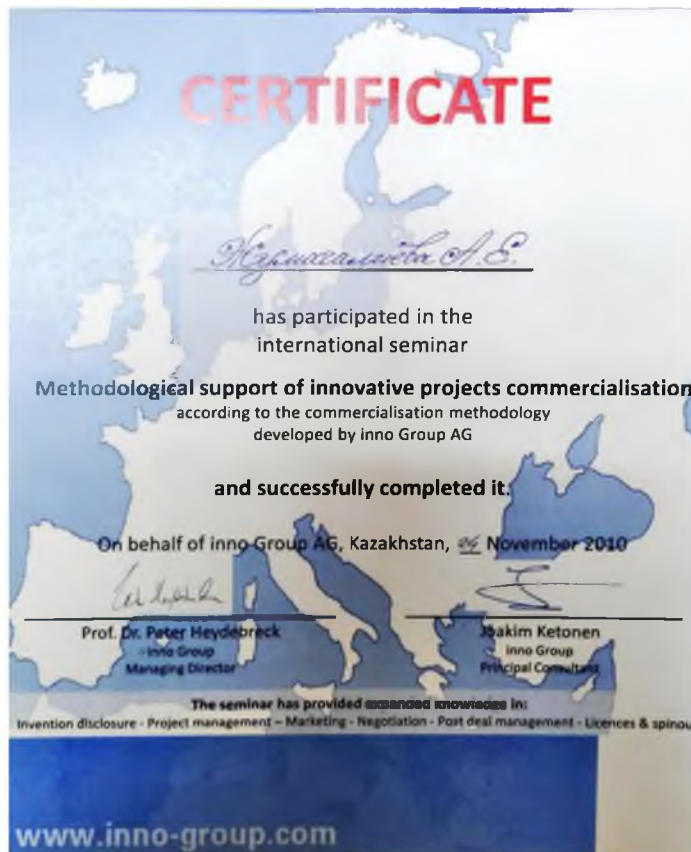 CERTIFICATE
А.Е.
has participated in the
international seminar
Methodological support of innovative projects commercialisation
according to the commercialisation methodology
developed by inno Group AG
and successfully completed it.
On behalf of inno Group AG, Kazakhstan, November 2010
Prof. Dr. Peter Heydebreck
inno Group
Managing Director
Joakim Ketonen
inno Group
Principal Consultant
The seminar has provided expanded knowledge in:
Invention disclosure - Project management – Marketing - Negotiation - Post deal management - Licences & spinou
www.inno-group.com